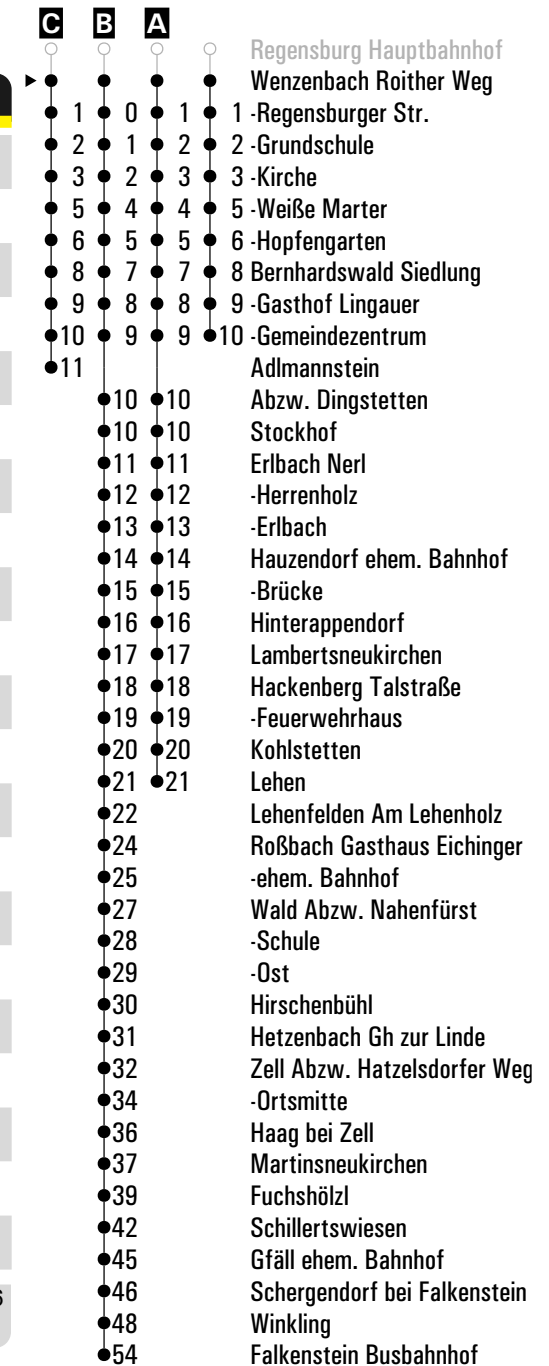 C B A
Regensburg Hauptbahnhof
Wenzenbach Roither Weg
1 0 1 1 -Regensburger Str.
2 1 2 2 -Grundschule
3 2 3 3 -Kirche
5 4 4 5 -Weiße Marter
6 5 5 6 -Hopfengarten
8 7 7 8 Bernhardswald Siedlung
9 8 8 9 -Gasthof Lingauer
10 9 9 10 -Gemeindezentrum
11 Adlmannstein
10 10 Abzw. Dingstetten
10 10 Stockhof
11 11 Erlbach Nerl
12 12 -Herrenholz
13 13 -Erlbach
14 14 Hauzendorf ehem. Bahnhof
15 15 -Brücke
16 16 Hinterappendorf
17 17 Lambertsneukirchen
18 18 Hackenberg Talstraße
19 19 -Feuerwehrhaus
20 20 Kohlstetten
21 21 Lehen
22 Lehenfelden Am Lehenholz
24 Roßbach Gasthaus Eichinger
25 -ehem. Bahnhof
27 Wald Abzw. Nahenfürst
28 -Schule
29 -Ost
30 Hirschenbühl
31 Hetzenbach Gh zur Linde
32 Zell Abzw. Hatzelsdorfer Weg
34 -Ortsmitte
36 Haag bei Zell
37 Martinsneukirchen
39 Fuchshölzl
42 Schillertswiesen
45 Gfäll ehem. Bahnhof
46 Schergendorf bei Falkenstein
48 Winkling
54 Falkenstein Busbahnhof